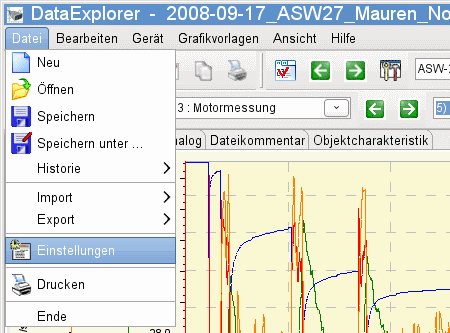 DataExplorer - 2008-09-17_ASW27_Mauren_No
Datei Bearbeiten Gerät Grafikvorlagen Ansicht Hilfe
Neu
Öffnen
ASW-
Speichern
3 : Motormessung
5)
Speichern unter ...
alog Dateikommentar Objektcharakteristik
Historie
Import
Export
Einstellungen
Drucken
Ende
28.0